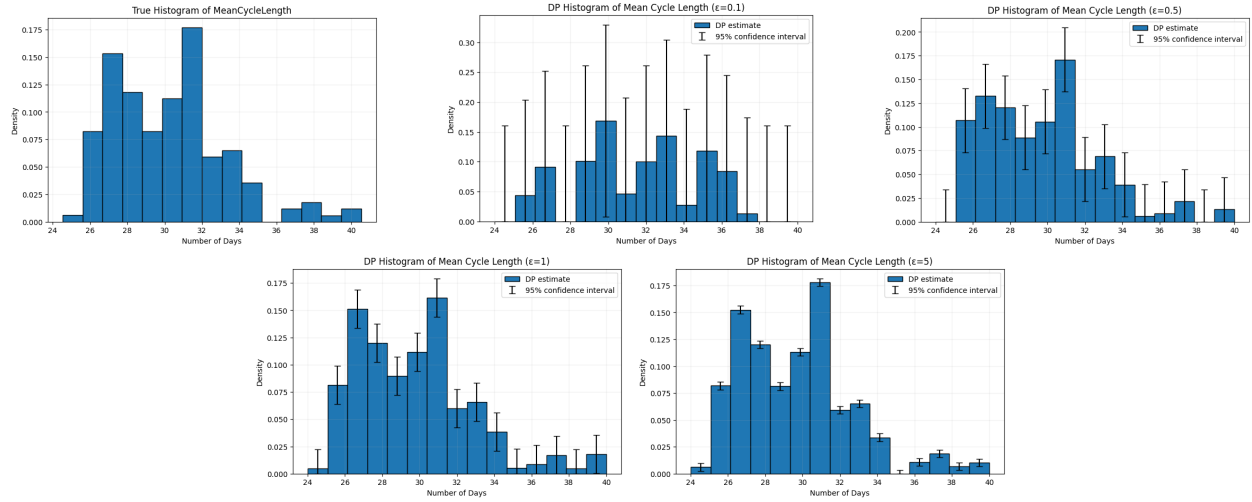 True Histogram of MeanCycleLength
0.175
0.150
0.125
0.100
0.075
0.050
0.025
0.000
Density
24 26 28 30 32 34 36 38 40
Number of Days
DP Histogram of Mean Cycle Length (ε=0.1)
DP estimate
95% confidence interval
0.30
0.25
0.20
0.15
0.10
0.05
0.00
Density
24 26 28 30 32 34 36 38 40
Number of Days
DP Histogram of Mean Cycle Length (ε=0.5)
DP estimate
95% confidence interval
0.200
0.175
0.150
0.125
0.100
0.075
0.050
0.025
0.000
Density
24 26 28 30 32 34 36 38 40
Number of Days
DP Histogram of Mean Cycle Length (ε=1)
DP estimate
95% confidence interval
0.175
0.150
0.125
0.100
0.075
0.050
0.025
0.000
Density
24 26 28 30 32 34 36 38 40
Number of Days
DP Histogram of Mean Cycle Length (ε=5)
DP estimate
95% confidence interval
0.175
0.150
0.125
0.100
0.075
0.050
0.025
0.000
Density
24 26 28 30 32 34 36 38 40
Number of Days